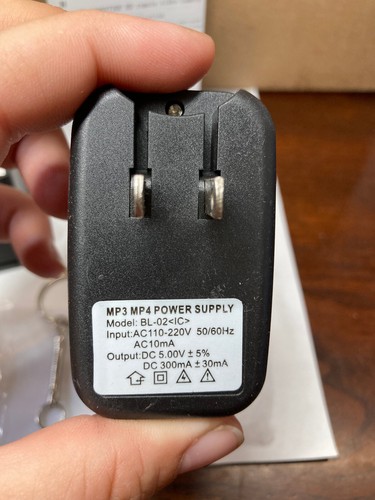 MP3 MP4 POWER SUPPLY
Model: BL-02<IC>
Input:AC110-220V 50/60Hz
AC10mA
Output:DC 5.00V ± 5%
DC 300mA ± 30mA